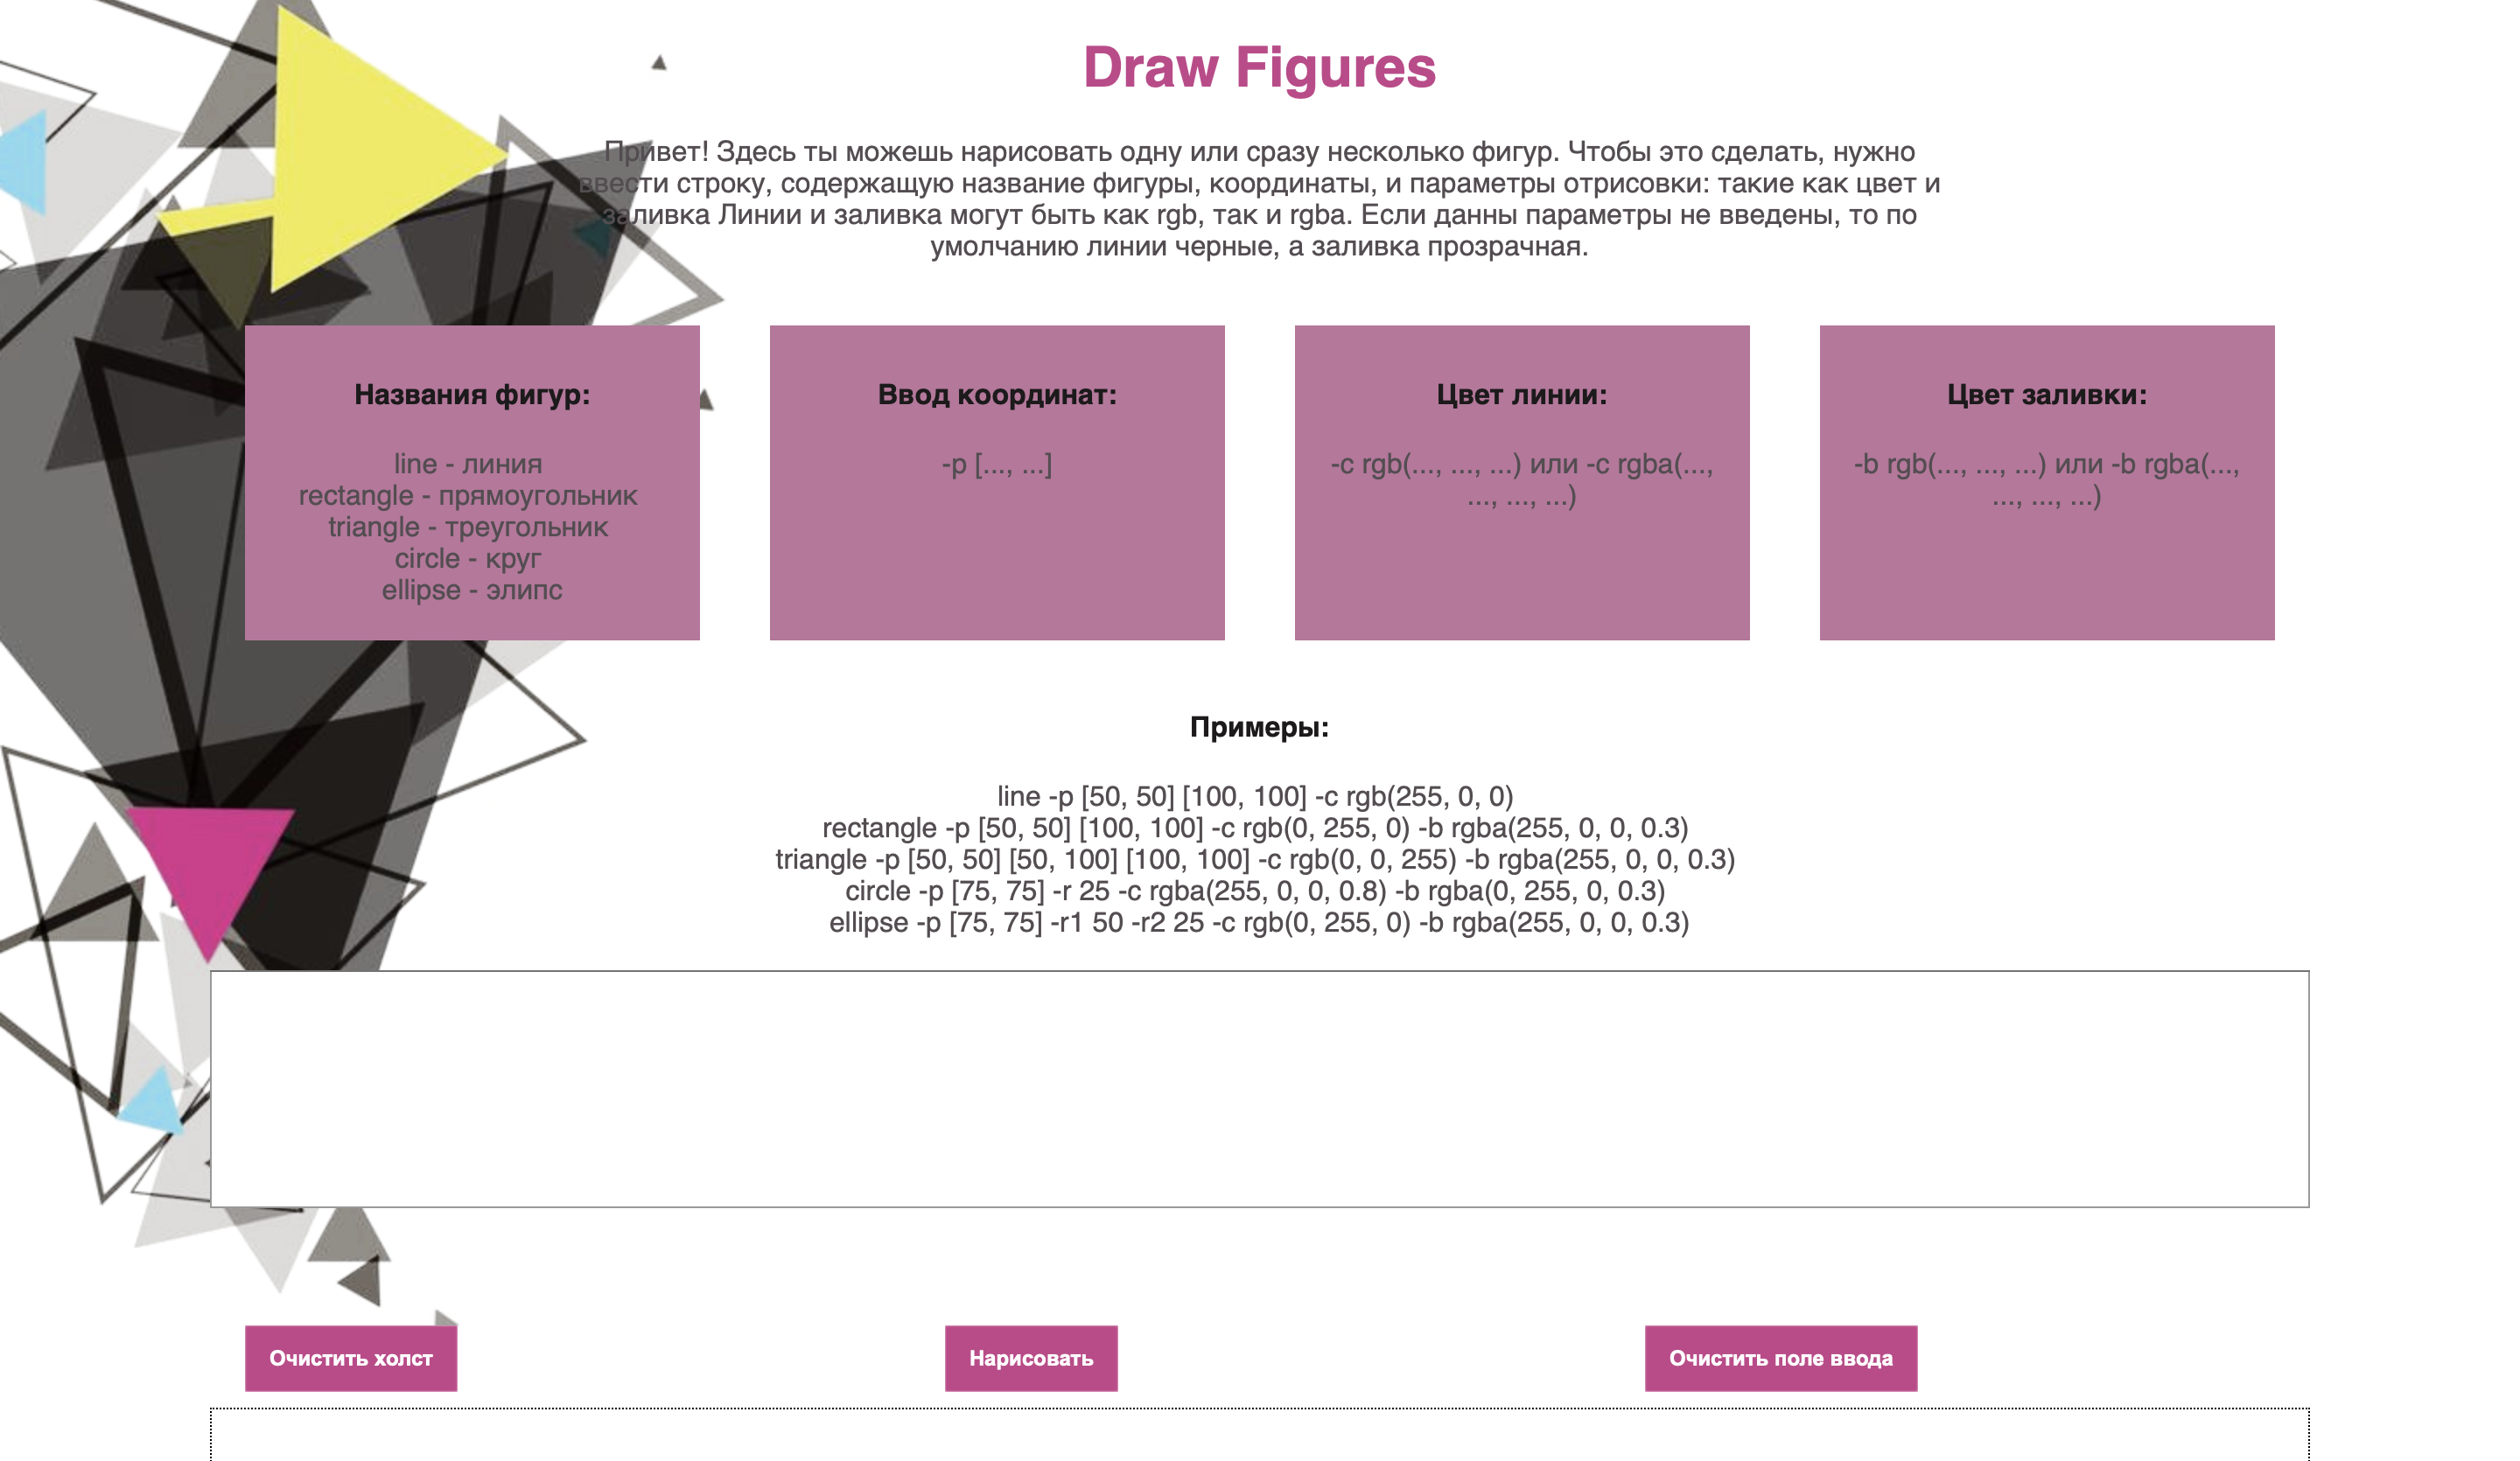 Draw Figures
Привет! Здесь ты можешь нарисовать одну или сразу несколько фигур. Чтобы это сделать, нужно
ввести строку, содержащую название фигуры, координаты, и параметры отрисовки: такие как цвет и
заливка Линии и заливка могут быть как rgb, так и rgba. Если данны параметры не введены, то по
умолчанию линии черные, а заливка прозрачная.
Названия фигур:
line - линия
rectangle - прямоугольник
triangle - треугольник
circle - круг
ellipse - элипс
Ввод координат:
-p [..., ...]
Цвет линии:
-c rgb(..., ..., ...) или -c rgba(...,
..., ..., ...)
Цвет заливки:
-b rgb(..., ..., ...) или -b rgba(...,
..., ..., ...)
Примеры:
line -p [50, 50] [100, 100] -c rgb(255, 0, 0)
rectangle -p [50, 50] [100, 100] -c rgb(0, 255, 0) -b rgba(255, 0, 0, 0.3)
triangle -p [50, 50] [50, 100] [100, 100] -c rgb(0, 0, 255) -b rgba(255, 0, 0, 0.3)
circle -p [75, 75] -r 25 -c rgba(255, 0, 0, 0.8) -b rgba(0, 255, 0, 0.3)
ellipse -p [75, 75] -r1 50 -r2 25 -c rgb(0, 255, 0) -b rgba(255, 0, 0, 0.3)
Очистить холст
Нарисовать
Очистить поле ввода